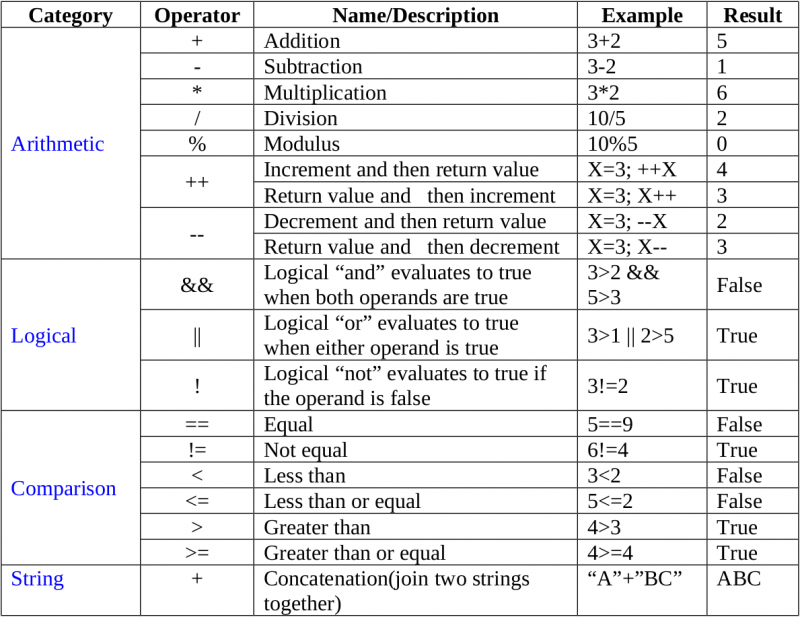 Category Operator Name/Description Example Result
Arithmetic
+ Addition 3+2 5
- Subtraction 3-2 1
* Multiplication 3*2 6
/ Division 10/5 2
% Modulus 10%5 0
++ Increment and then return value X=3; ++X 4
Return value and   then increment X=3; X++ 3
-- Decrement and then return value X=3; --X 2
Return value and   then decrement X=3; X-- 3
Logical
&& Logical “and” evaluates to true 3>2 && False
when both operands are true 5>3
|| Logical “or” evaluates to true 3>1 || 2>5 True
when either operand is true
! Logical “not” evaluates to true if 3!=2 True
the operand is false
Comparison
== Equal 5==9 False
!= Not equal 6!=4 True
< Less than 3<2 False
<= Less than or equal 5<=2 False
> Greater than 4>3 True
>= Greater than or equal 4>=4 True
String + Concatenation(join two strings “A”+”BC” ABC
together)